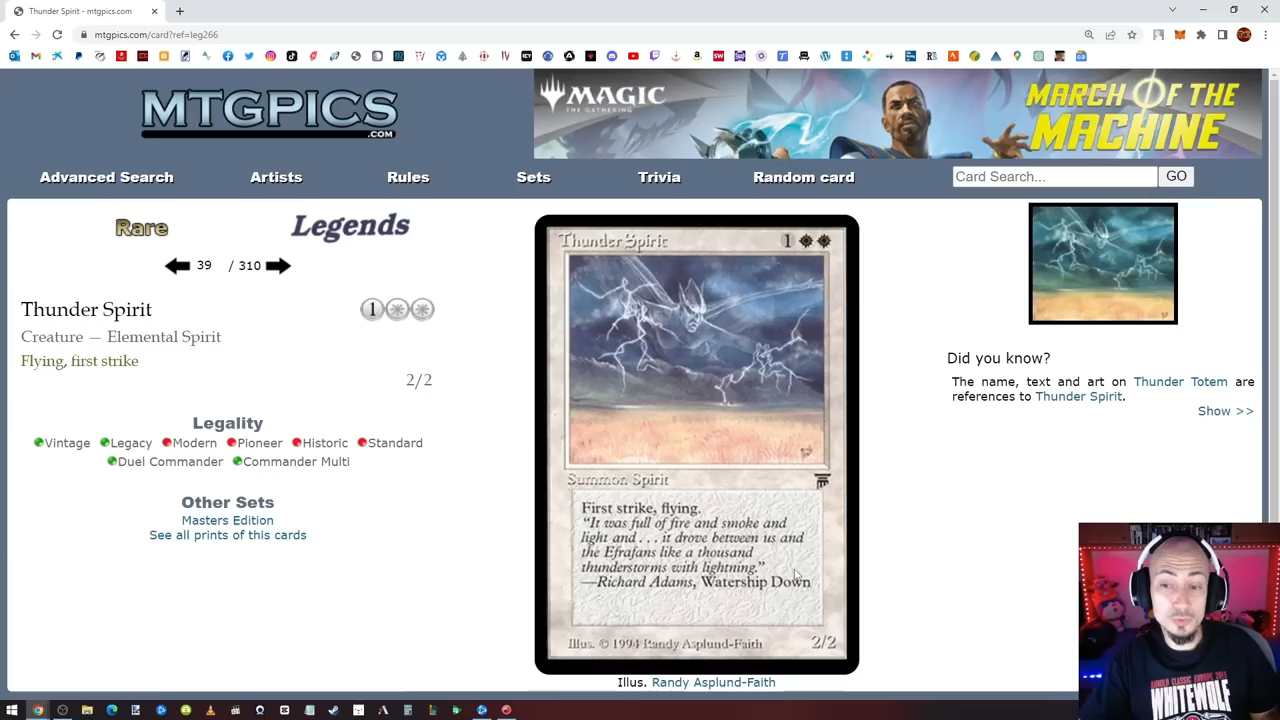 Thunder Spirit - mtgpics.com
mtgpics.com/card?ref=leg266
MTGPICS
.COM
MAGIC
THE GATHERING
MARCH OF THE
MACHINE
Advanced Search
Artists
Rules
Sets
Trivia
Random card
Card Search...
GO
Rare
Legends
39 / 310
Thunder Spirit
1
Creature — Elemental Spirit
Flying, first strike
2/2
Legality
Vintage Legacy Modern Pioneer Historic Standard
Duel Commander Commander Multi
Other Sets
Masters Edition
See all prints of this cards
Thunder Spirit
1
Summon Spirit
First strike, flying.
"It was full of fire and smoke and
light and . . . it drove between us and
the Efrafans like a thousand
thunderstorms with lightning."
—Richard Adams, Watership Down
Illus. © 1994 Randy Asplund-Faith
2/2
Illus. Randy Asplund-Faith
Did you know?
The name, text and art on Thunder Totem are
references to Thunder Spirit.
Show >>
ARNOLD CLASSIC EUROPE
WHITEWOLF